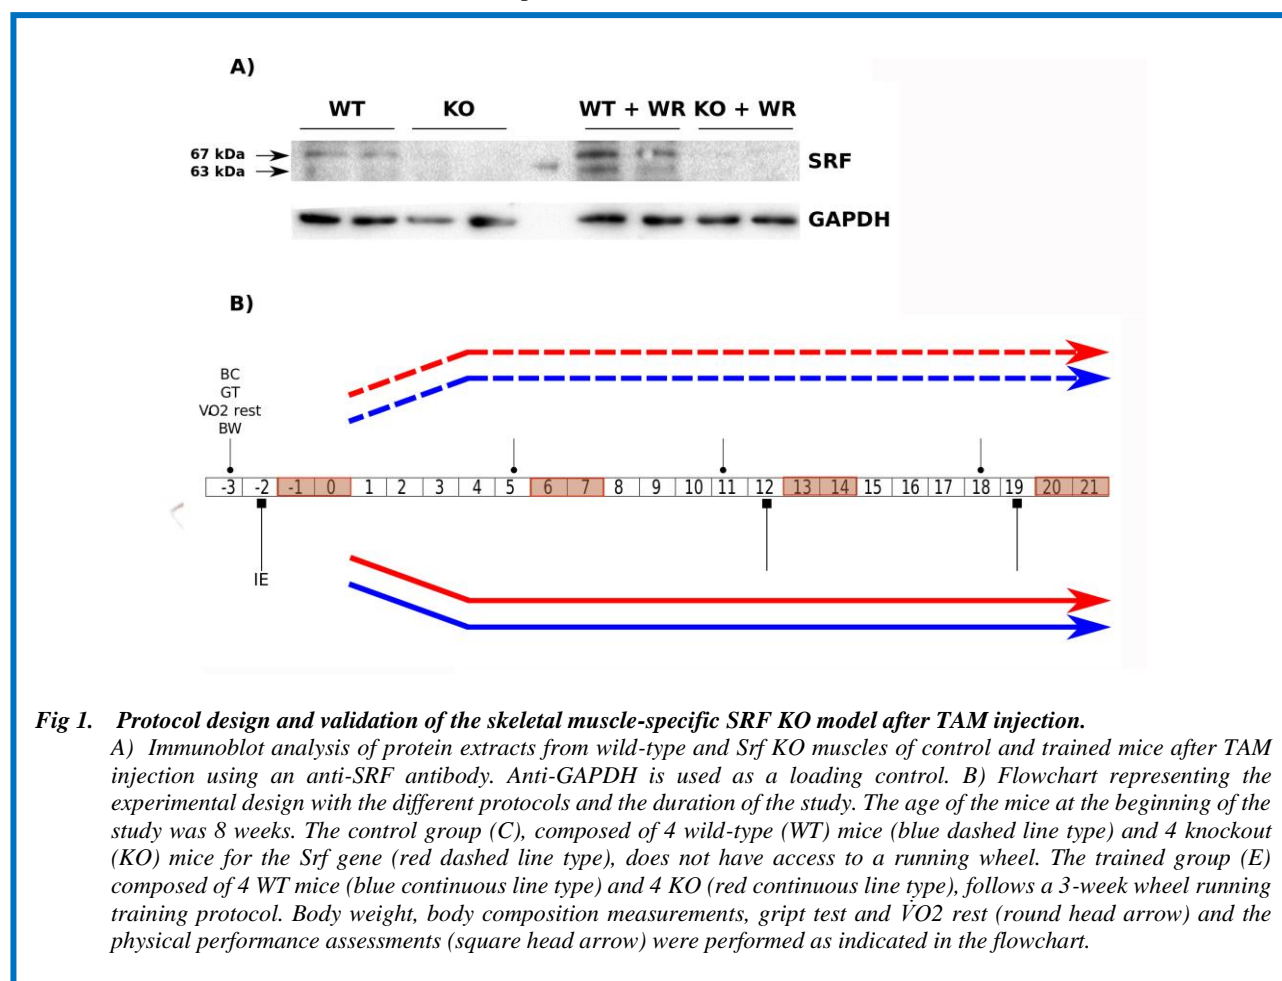 A)
WT KO WT + WR KO + WR
67 kDa
63 kDa
SRF
GAPDH
B)
BC
GT
V̇O2 rest
BW
-3 -2 -1 0 1 2 3 4 5 6 7 8 9 10 11 12 13 14 15 16 17 18 19 20 21
IE
Fig 1. Protocol design and validation of the skeletal muscle-specific SRF KO model after TAM injection.
A) Immunoblot analysis of protein extracts from wild-type and Srf KO muscles of control and trained mice after TAM
injection using an anti-SRF antibody. Anti-GAPDH is used as a loading control. B) Flowchart representing the
experimental design with the different protocols and the duration of the study. The age of the mice at the beginning of the
study was 8 weeks. The control group (C), composed of 4 wild-type (WT) mice (blue dashed line type) and 4 knockout
(KO) mice for the Srf gene (red dashed line type), does not have access to a running wheel. The trained group (E)
composed of 4 WT mice (blue continuous line type) and 4 KO (red continuous line type), follows a 3-week wheel running
training protocol. Body weight, body composition measurements, gript test and V̇O2 rest (round head arrow) and the
physical performance assessments (square head arrow) were performed as indicated in the flowchart.